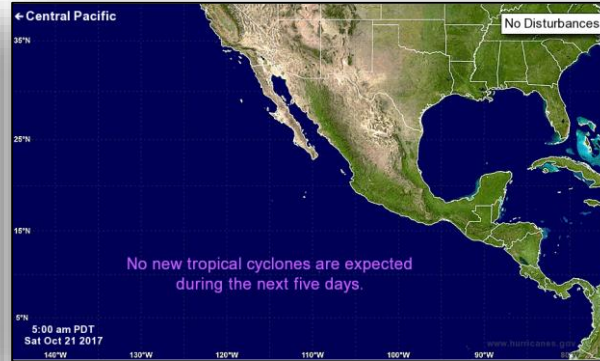 ←Central Pacific
No Disturbances
35°N
25°N
15°N
No new tropical cyclones are expected
during the next five days.
5°N
5:00 am PDT
Sat Oct 21 2017
www.hurricanes.gov
140°W 130°W 120°W 110°W 100°W 90°W